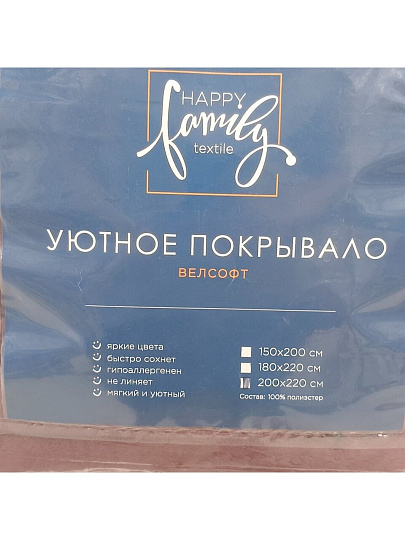 HAPPY
family
textile
УЮТНОЕ ПОКРЫВАЛО
ВЕЛСОФТ
яркие цвета
быстро сохнет
гипоаллергенен
не линяет
мягкий и уютный
150x200 см
180x220 см
200x220 см
Состав: 100% полиэстер